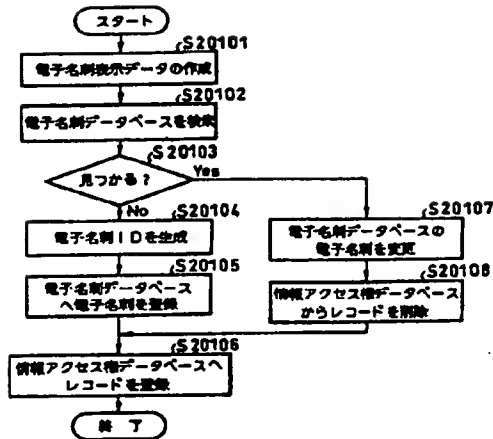 スタート
S20101
電子名刺表示データの作成
S20102
電子名刺データベースを検索
S20103
見つかる?
Yes
No
S20104
電子名刺IDを生成
S20105
電子名刺データベース
へ電子名刺を登録
S20107
電子名刺データベースの
電子名刺を変更
S20108
情報アクセス権データベース
からレコードを削除
S20106
情報アクセス権データベースへ
レコードを登録
終了